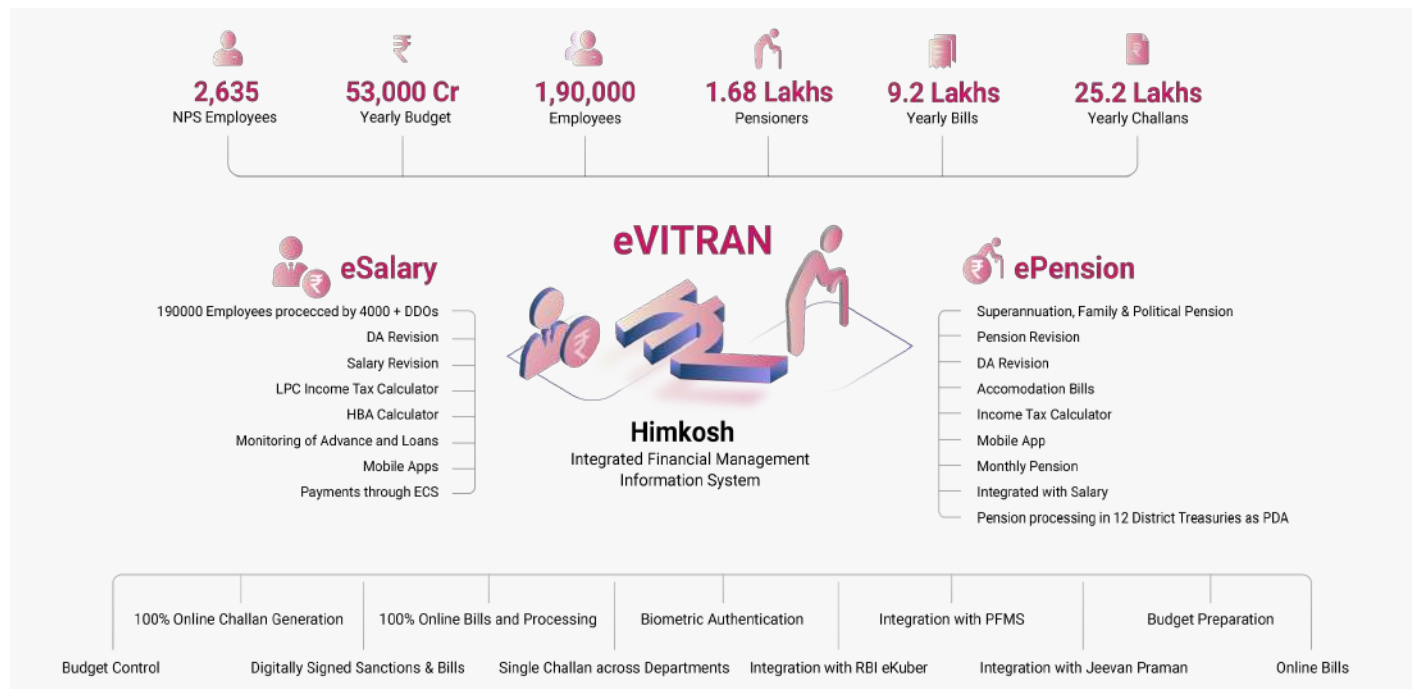 2,635
NPS Employees
53,000 Cr
Yearly Budget
1,90,000
Employees
1.68 Lakhs
Pensioners
9.2 Lakhs
Yearly Bills
25.2 Lakhs
Yearly Challans
eVITRAN
Himkosh
Integrated Financial Management
Information System
eSalary
190000 Employees procecced by 4000 + DDOs
DA Revision
Salary Revision
LPC Income Tax Calculator
HBA Calculator
Monitoring of Advance and Loans
Mobile Apps
Payments through ECS
ePension
Superannuation, Family & Political Pension
Pension Revision
DA Revision
Accomodation Bills
Income Tax Calculator
Mobile App
Monthly Pension
Integrated with Salary
Pension processing in 12 District Treasuries as PDA
100% Online Challan Generation
100% Online Bills and Processing
Biometric Authentication
Integration with PFMS
Budget Preparation
Budget Control
Digitally Signed Sanctions & Bills
Single Challan across Departments
Integration with RBI eKuber
Integration with Jeevan Praman
Online Bills